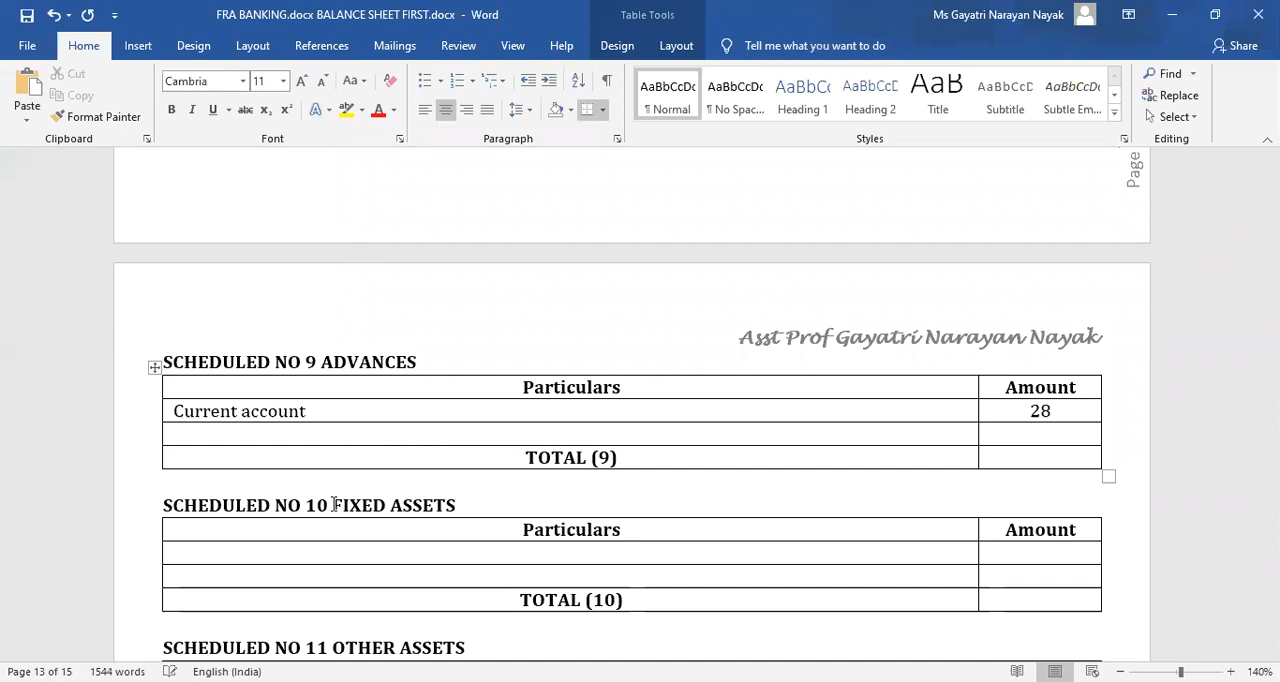 FRA BANKING.docx BALANCE SHEET FIRST.docx - Word
Table Tools
Ms Gayatri Narayan Nayak
File Home Insert Design Layout References Mailings Review View Help Design Layout Tell me what you want to do Share
Paste
Cut
Copy
Format Painter
Clipboard
Cambria 11
Font
Paragraph
AaBbCcDc AaBbCcDc AaBbCc AaBbCcD AaB AaBbCcD AaBbCcDc
¶ Normal ¶ No Spac... Heading 1 Heading 2 Title Subtitle Subtle Em...
Styles
Find
Replace
Select
Editing
Page
Asst Prof Gayatri Narayan Nayak
SCHEDULED NO 9 ADVANCES
Particulars Amount
Current account 28
TOTAL (9)
SCHEDULED NO 10 FIXED ASSETS
Particulars Amount
TOTAL (10)
SCHEDULED NO 11 OTHER ASSETS
Page 13 of 15 1544 words English (India) 140%